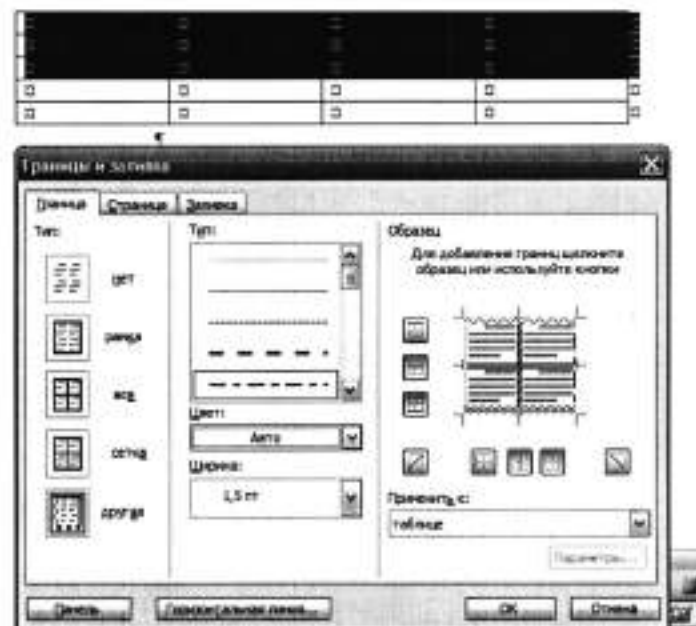 Границы и заливка
Граница Страница Заливка
Тип:
нет
рамка
все
сетка
другая
Тип:
Цвет:
Авто
Ширина:
1,5 пт
Образец
Для добавления границ щелкните
образец или используйте кнопки
Применить к:
таблице
Параметры...
Панель Горизонтальная линия... ОК Отмена